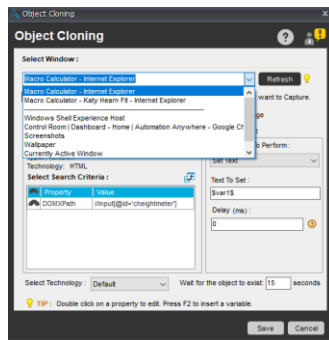 Object Cloning
Object Cloning
Select Window :
Macro Calculator - Internet Explorer
Refresh
Macro Calculator - Internet Explorer
Macro Calculator - Katy Hearn Fit - Internet Explorer
want to Capture.
Windows Shell Experience Host
Control Room | Dashboard - Home | Automation Anywhere - Google Ch
Screenshots
Wallpaper
Currently Active Window
o Perform :
Technology: HTML
Set Text
Select Search Criteria :
Text To Set :
Property Value
$var1$
DOMXPath //input[@id='cheightmeter']
Delay (ms) :
0
Select Technology : Default
Wait for the object to exist: 15 seconds
TIP : Double click on a property to edit. Press F2 to insert a variable.
Save Cancel